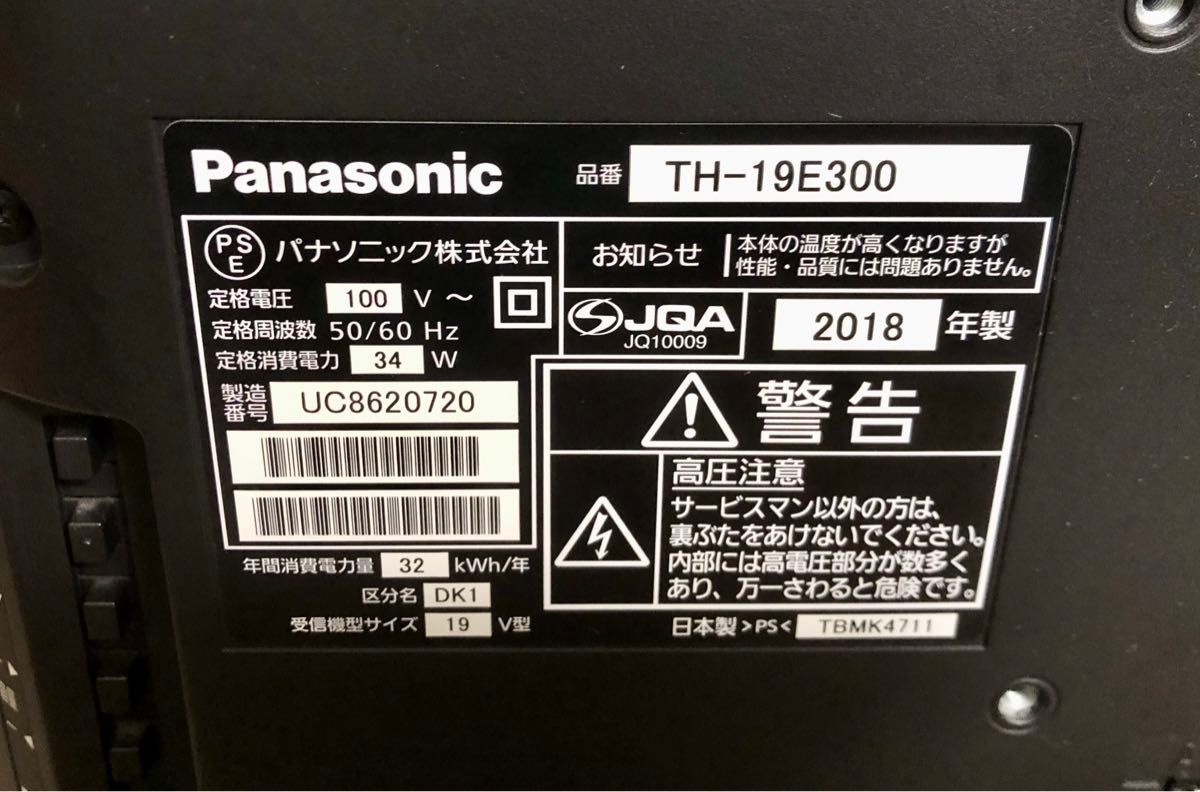 Panasonic
品番 TH-19E300
PS E パナソニック株式会社
定格電圧 100 V ～
定格周波数 50/60 Hz
定格消費電力 34 W
製造番号 UC8620720
お知らせ
本体の温度が高くなりますが
性能・品質には問題ありません。
JQA
JQ10009
2018 年製
警告
高圧注意
サービスマン以外の方は、
裏ぶたをあけないでください。
内部には高電圧部分が数多く
あり、万一さわると危険です。
年間消費電力量 32 kWh/年
区分名 DK1
受信機型サイズ 19 V型
日本製 >PS< TBMK4711